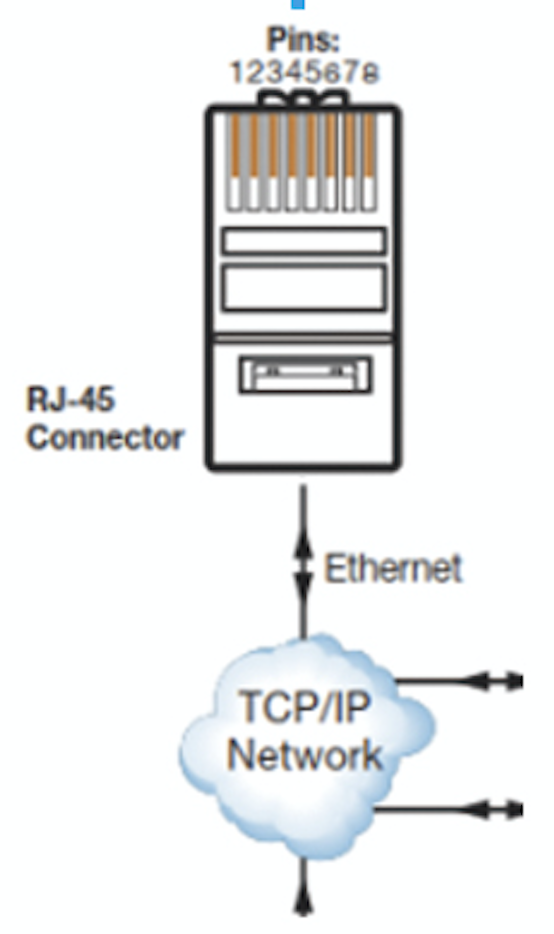 Pins:
12345678
RJ-45
Connector
Ethernet
TCP/IP
Network